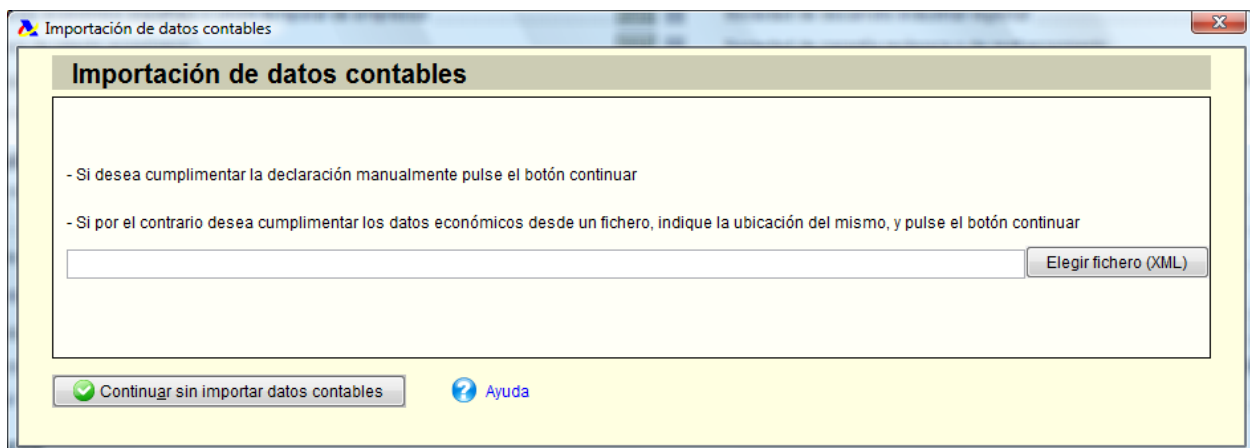 Importación de datos contables
Importación de datos contables
- Si desea cumplimentar la declaración manualmente pulse el botón continuar
- Si por el contrario desea cumplimentar los datos económicos desde un fichero, indique la ubicación del mismo, y pulse el botón continuar
Elegir fichero (XML)
Continuar sin importar datos contables
Ayuda